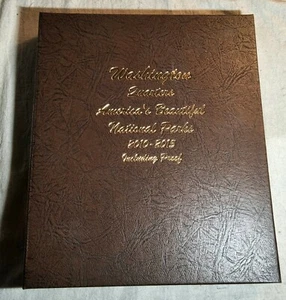 Washington
Quarters
America's Beautiful
National Parks
2010-2015
Including Proof